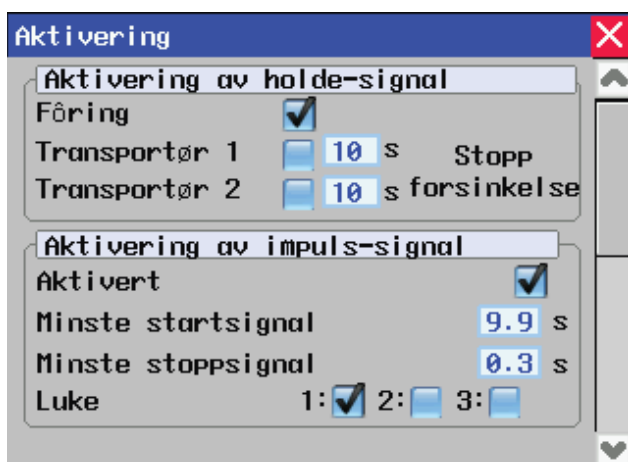 Aktivering
Aktivering av holde-signal
Fôring
Transportør 1 10 s Stopp
Transportør 2 10 s forsinkelse
Aktivering av impuls-signal
Aktivert
Minste startsignal 9.9 s
Minste stoppsignal 0.3 s
Luke 1: 2: 3: